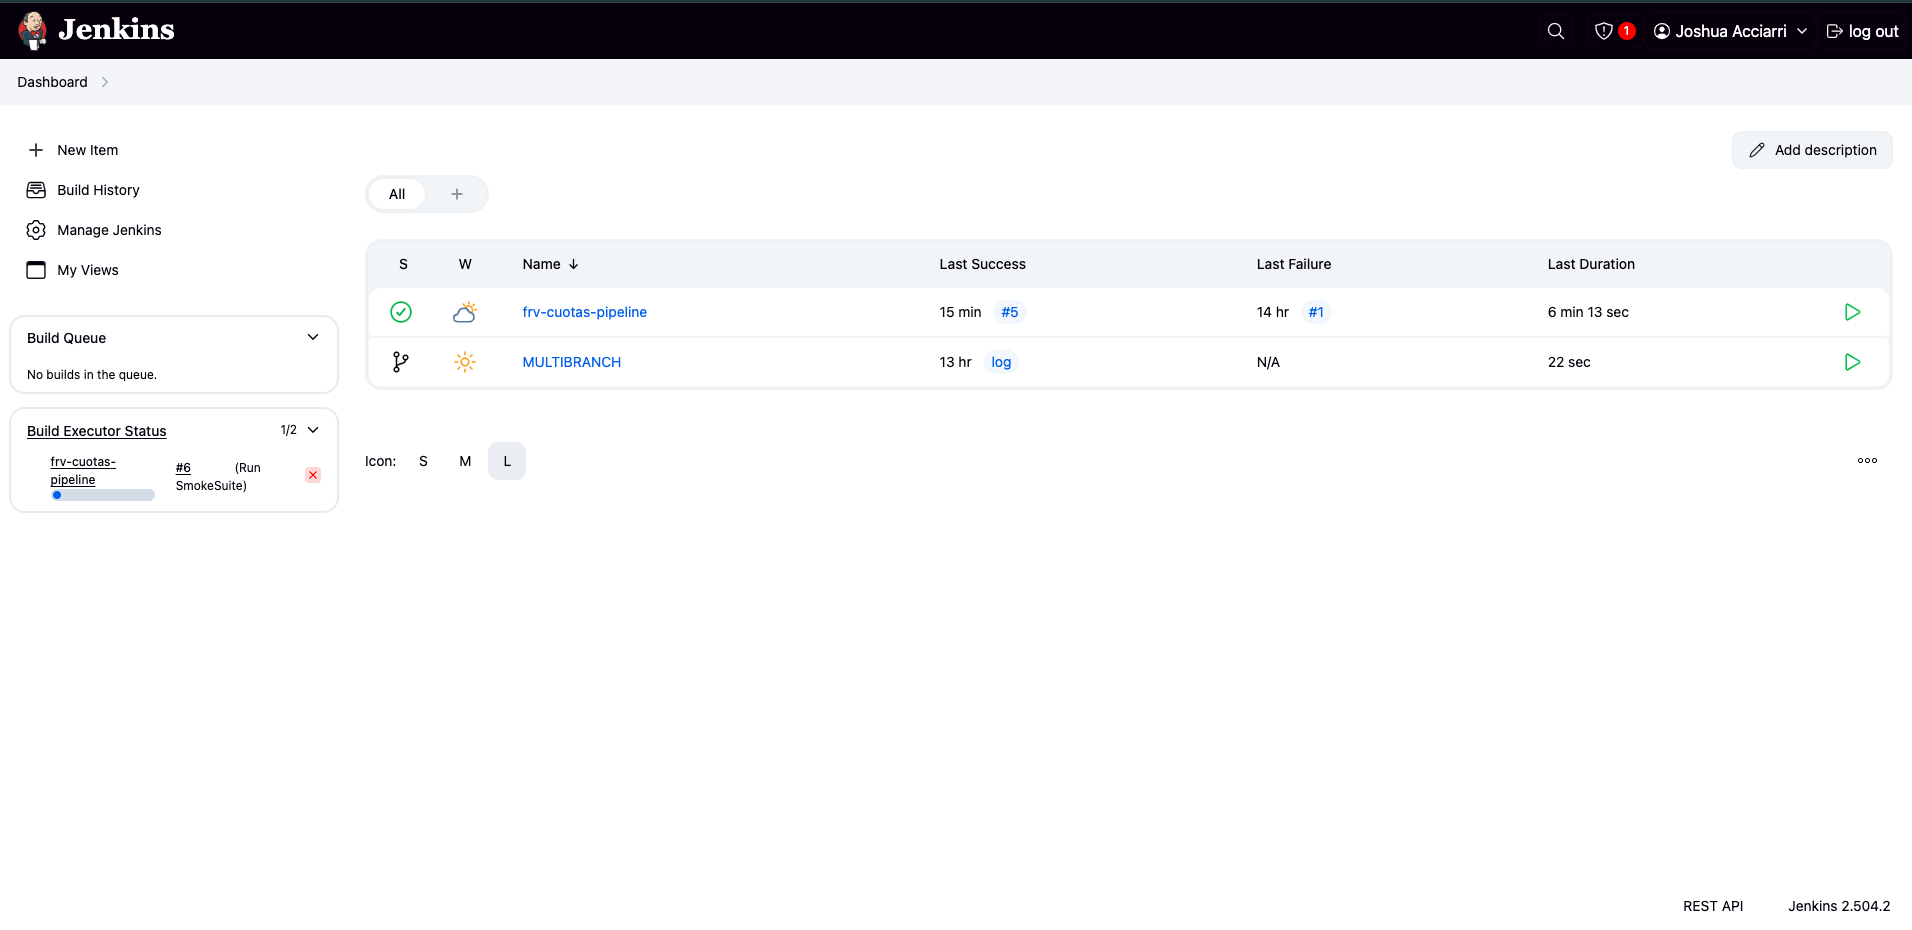 Jenkins
1
Joshua Acciarri
log out
Dashboard
New Item
Build History
Manage Jenkins
My Views
Add description
All
+
S W Name ↓ Last Success Last Failure Last Duration
frv-cuotas-pipeline 15 min #5 14 hr #1 6 min 13 sec
MULTIBRANCH 13 hr log N/A 22 sec
Build Queue
No builds in the queue.
Build Executor Status 1/2
frv-cuotas-
pipeline
#6 (Run
SmokeSuite)
Icon: S M L
REST API Jenkins 2.504.2